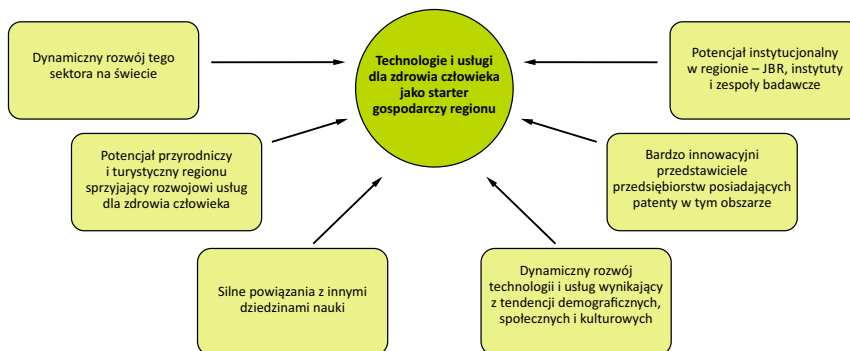 Dynamiczny rozwój tego
sektora na świecie
Technologie i usługi
dla zdrowia człowieka
jako starter
gospodarczy regionu
Potencjał instytucjonalny
w regionie – JBR, instytuty
i zespoły badawcze
Potencjał przyrodniczy
i turystyczny regionu
sprzyjający rozwojowi usług
dla zdrowia człowieka
Bardzo innowacyjni
przedstawiciele
przedsiębiorstw posiadających
patenty w tym obszarze
Silne powiązania z innymi
dziedzinami nauki
Dynamiczny rozwój
technologii i usług wynikający
z tendencji demograficznych,
społecznych i kulturowych